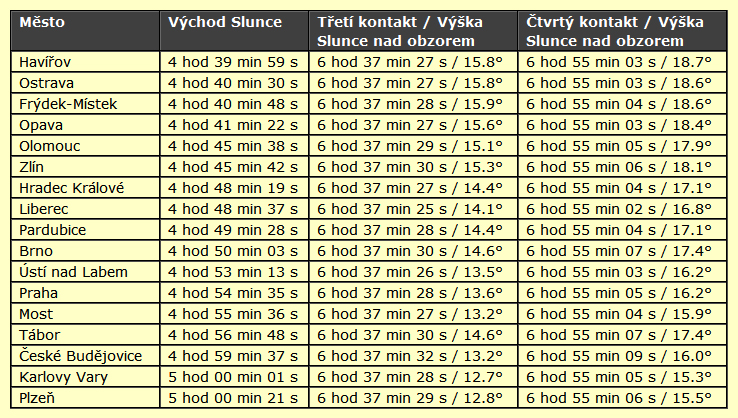 Město Východ Slunce Třetí kontakt / Výška Slunce nad obzorem Čtvrtý kontakt / Výška Slunce nad obzorem
Havířov 4 hod 39 min 59 s 6 hod 37 min 27 s / 15.8° 6 hod 55 min 03 s / 18.7°
Ostrava 4 hod 40 min 30 s 6 hod 37 min 27 s / 15.8° 6 hod 55 min 03 s / 18.6°
Frýdek-Místek 4 hod 40 min 48 s 6 hod 37 min 28 s / 15.9° 6 hod 55 min 04 s / 18.6°
Opava 4 hod 41 min 22 s 6 hod 37 min 27 s / 15.6° 6 hod 55 min 03 s / 18.4°
Olomouc 4 hod 45 min 38 s 6 hod 37 min 29 s / 15.1° 6 hod 55 min 05 s / 17.9°
Zlín 4 hod 45 min 42 s 6 hod 37 min 30 s / 15.3° 6 hod 55 min 06 s / 18.1°
Hradec Králové 4 hod 48 min 19 s 6 hod 37 min 27 s / 14.4° 6 hod 55 min 04 s / 17.1°
Liberec 4 hod 48 min 37 s 6 hod 37 min 25 s / 14.1° 6 hod 55 min 02 s / 16.8°
Pardubice 4 hod 49 min 28 s 6 hod 37 min 28 s / 14.4° 6 hod 55 min 04 s / 17.1°
Brno 4 hod 50 min 03 s 6 hod 37 min 30 s / 14.6° 6 hod 55 min 07 s / 17.4°
Ústí nad Labem 4 hod 53 min 13 s 6 hod 37 min 26 s / 13.5° 6 hod 55 min 03 s / 16.2°
Praha 4 hod 54 min 35 s 6 hod 37 min 28 s / 13.6° 6 hod 55 min 05 s / 16.2°
Most 4 hod 55 min 36 s 6 hod 37 min 27 s / 13.2° 6 hod 55 min 04 s / 15.9°
Tábor 4 hod 56 min 48 s 6 hod 37 min 30 s / 14.6° 6 hod 55 min 07 s / 17.4°
České Budějovice 4 hod 59 min 37 s 6 hod 37 min 32 s / 13.2° 6 hod 55 min 09 s / 16.0°
Karlovy Vary 5 hod 00 min 01 s 6 hod 37 min 28 s / 12.7° 6 hod 55 min 05 s / 15.3°
Plzeň 5 hod 00 min 21 s 6 hod 37 min 29 s / 12.8° 6 hod 55 min 06 s / 15.5°